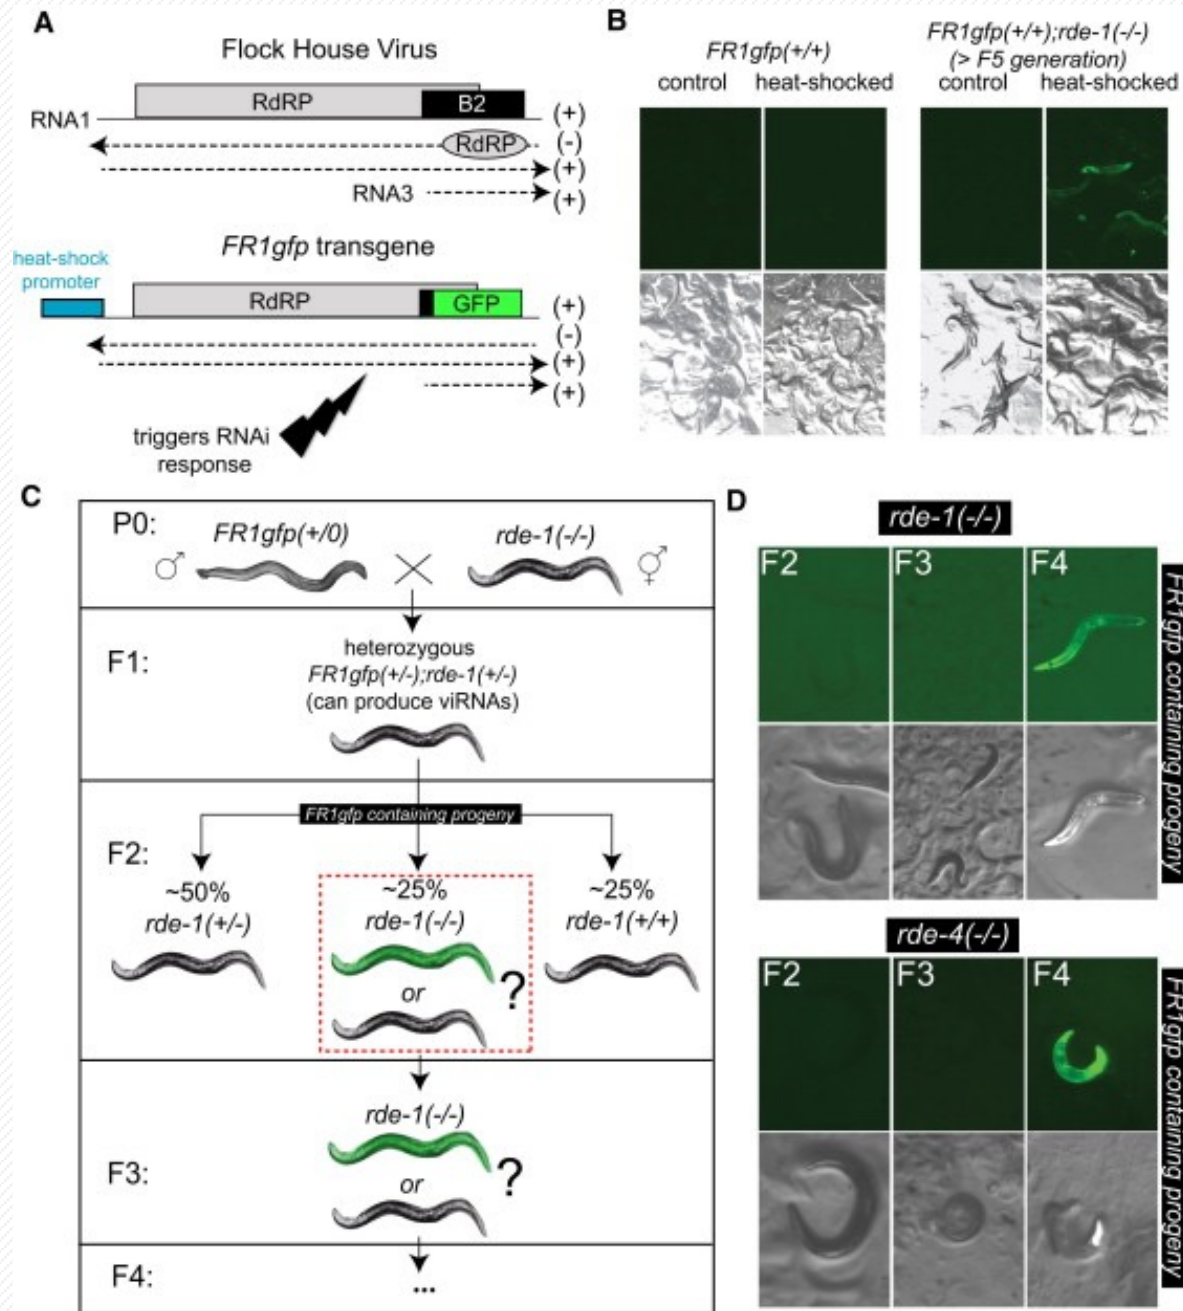 A
Flock House Virus
RdRP
B2
RNA1
(+)
RdRP
(-)
(+)
RNA3
(+)
FR1gfp transgene
heat-shock
promoter
RdRP
GFP
(+)
(-)
(+)
(+)
triggers RNAi
response
B
FR1gfp(+/+)
control
heat-shocked
FR1gfp(+/+);rde-1(-/-)
(> F5 generation)
control
heat-shocked
C
P0:
FR1gfp(+/0)
rde-1(-/-)
♂
⚥
F1:
heterozygous
FR1gfp(+/-);rde-1(+/-)
(can produce viRNAs)
FR1gfp containing progeny
F2:
~50%
rde-1(+/-)
~25%
rde-1(-/-)
or
?
~25%
rde-1(+/+)
F3:
rde-1(-/-)
or
?
F4:
...
D
rde-1(-/-)
F2
F3
F4
FR1gfp containing progeny
rde-4(-/-)
F2
F3
F4
FR1gfp containing progeny